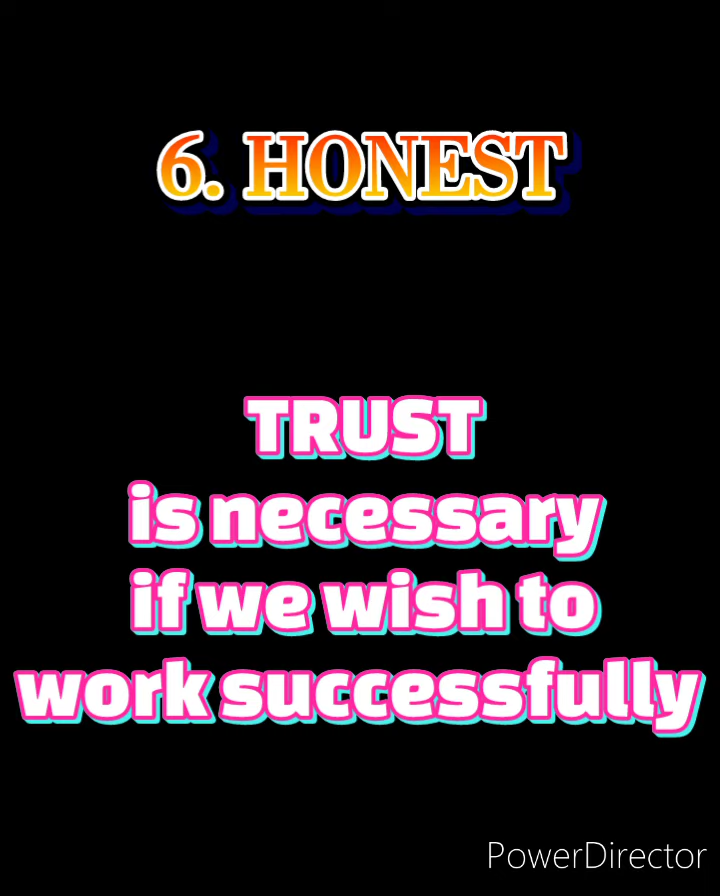 6. HONEST
TRUST
is necessary
if we wish to
work successfully
PowerDirector